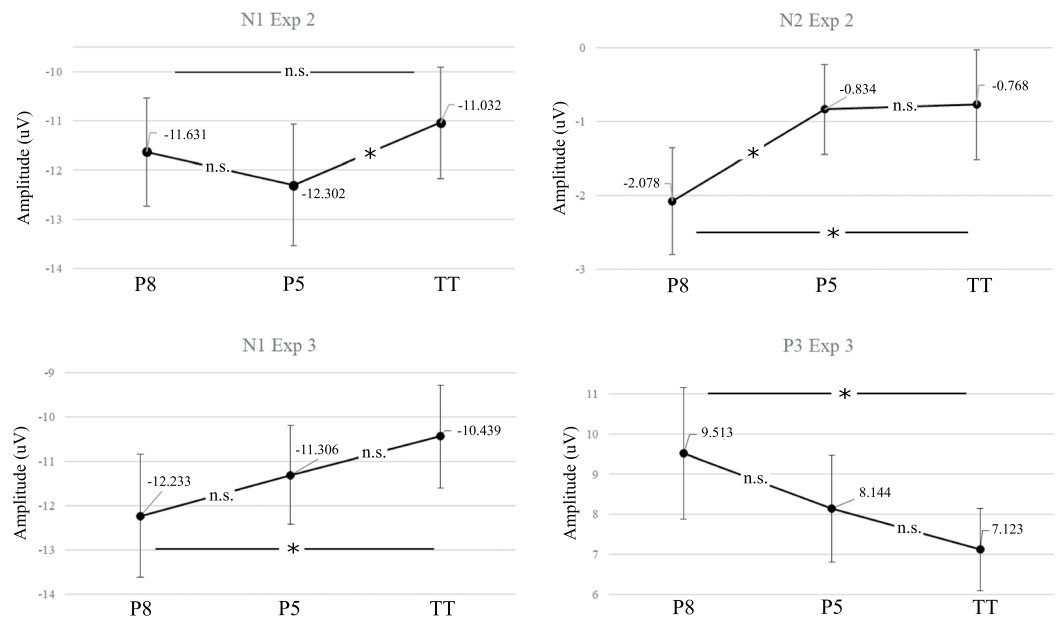 N1 Exp 2
Amplitude (uV)
-10
-11
-12
-13
-14
n.s.
-11.631
n.s.
-12.302
*
-11.032
P8 P5 TT
N2 Exp 2
Amplitude (uV)
0
-1
-2
-3
-2.078
*
-0.834
n.s.
-0.768
*
P8 P5 TT
N1 Exp 3
Amplitude (uV)
-9
-10
-11
-12
-13
-14
-12.233
n.s.
-11.306
n.s.
-10.439
*
P8 P5 TT
P3 Exp 3
Amplitude (uV)
11
10
9
8
7
6
*
9.513
n.s.
8.144
n.s.
7.123
P8 P5 TT